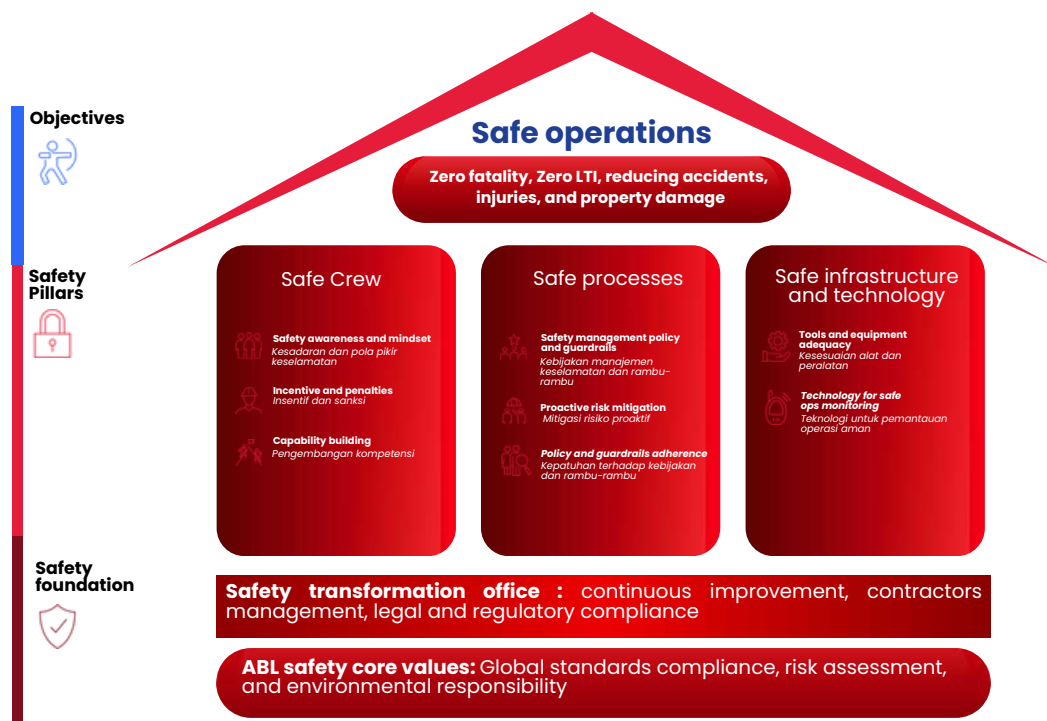 Objectives
Safe operations
Zero fatality, Zero LTI, reducing accidents,
injuries, and property damage
Safety
Pillars
Safe Crew
Safety awareness and mindset
Kesadaran dan pola pikir
keselamatan
Incentive and penalties
Insentif dan sanksi
Capability building
Pengembangan kompetensi
Safe processes
Safety management policy
and guardrails
Kebijakan manajemen
keselamatan dan rambu-
rambu
Proactive risk mitigation
Mitigasi risiko proaktif
Policy and guardrails adherence
Kepatuhan terhadap kebijakan
dan rambu-rambu
Safe infrastructure
and technology
Tools and equipment
adequacy
Kesesuaian alat dan
peralatan
Technology for safe
ops monitoring
Teknologi untuk pemantauan
operasi aman
Safety
foundation
Safety transformation office : continuous improvement, contractors
management, legal and regulatory compliance
ABL safety core values: Global standards compliance, risk assessment,
and environmental responsibility